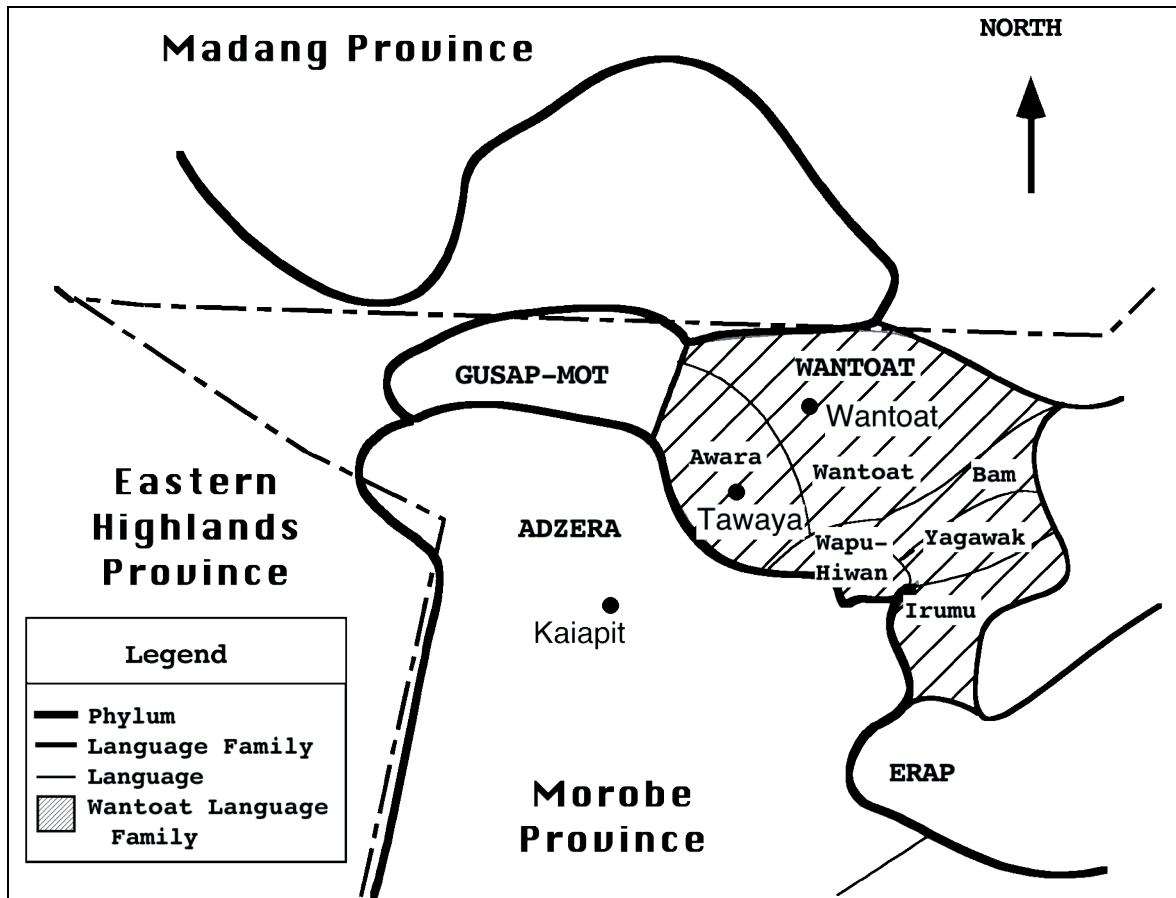 NORTH
Madang Province
GUSAP-MOT
WANTOAT
Wantoat
Awara
Wantoat
Bam
Tawaya
Eastern
Highlands
Province
ADZERA
Wapu-
Hiwan
Yagawak
Irumu
Kaiapit
Legend
Phylum
Language Family
Language
Wantoat Language
Family
Morobe
Province
ERAP